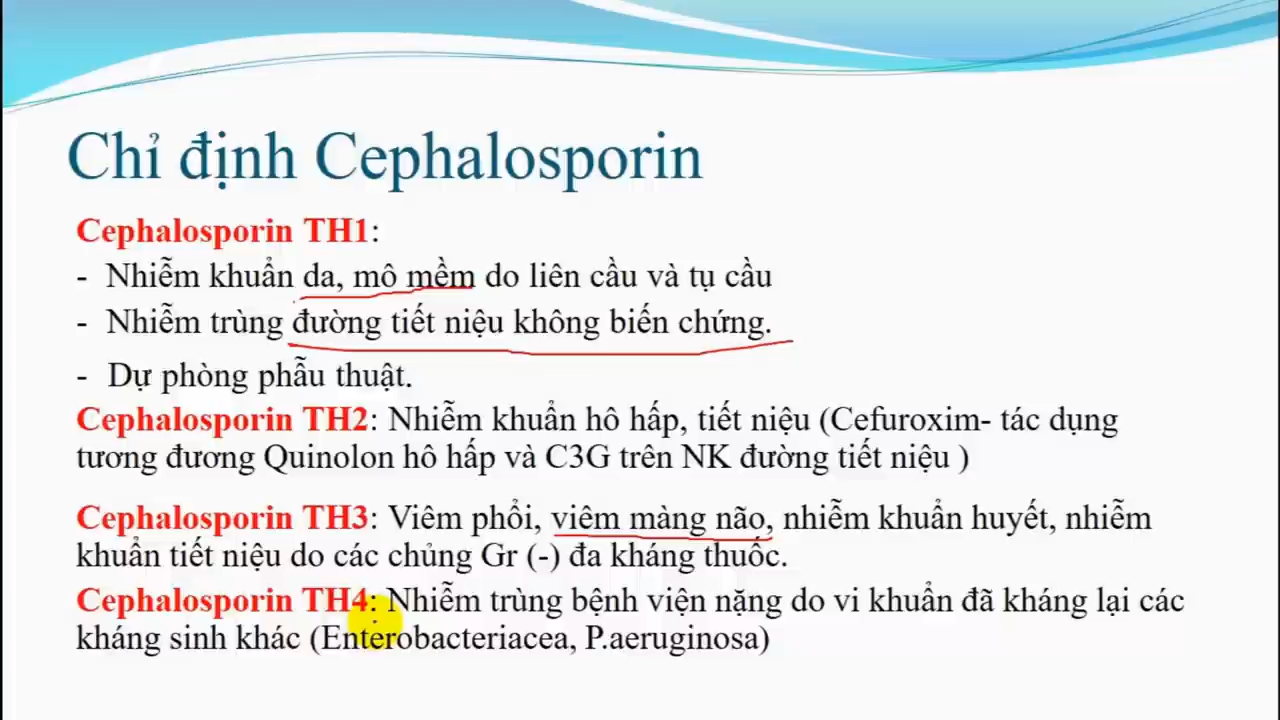 Chỉ định Cephalosporin
Cephalosporin TH1:
- Nhiễm khuẩn da, mô mềm do liên cầu và tụ cầu
- Nhiễm trùng đường tiết niệu không biến chứng.
- Dự phòng phẫu thuật.
Cephalosporin TH2: Nhiễm khuẩn hô hấp, tiết niệu (Cefuroxim- tác dụng
tương đương Quinolon hô hấp và C3G trên NK đường tiết niệu )
Cephalosporin TH3: Viêm phổi, viêm màng não, nhiễm khuẩn huyết, nhiễm
khuẩn tiết niệu do các chủng Gr (-) đa kháng thuốc.
Cephalosporin TH4: Nhiễm trùng bệnh viện nặng do vi khuẩn đã kháng lại các
kháng sinh khác (Enterobacteriacea, P.aeruginosa)